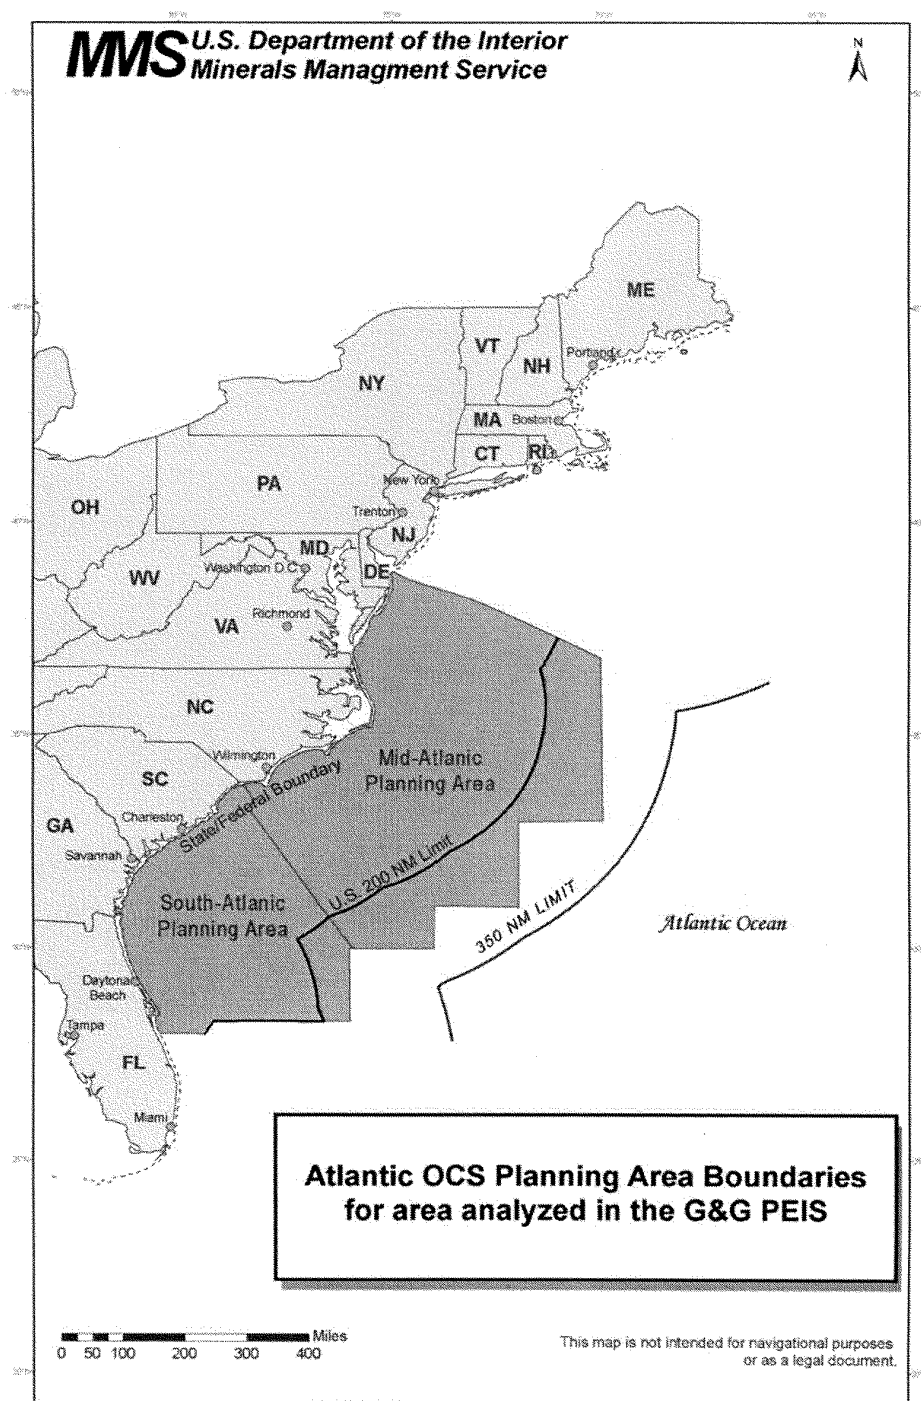 MMS U.S. Department of the Interior
Minerals Managment Service
N
ME
VT
NH
Portland
NY
MA
Boston
CT
RI
New York
PA
OH
Trenton
NJ
MD
Washington D.C.
DE
WV
Richmond
VA
NC
Wilmington
Mid-Atlanic
Planning Area
SC
State/Federal Boundary
Charleston
GA
Savannah
U.S. 200 NM Limit
South-Atlanic
Planning Area
350 NM LIMIT
Atlantic Ocean
Daytona
Beach
Tampa
FL
Miami
Atlantic OCS Planning Area Boundaries
for area analyzed in the G&G PEIS
Miles
0 50 100 200 300 400
This map is not intended for navigational purposes
or as a legal document.